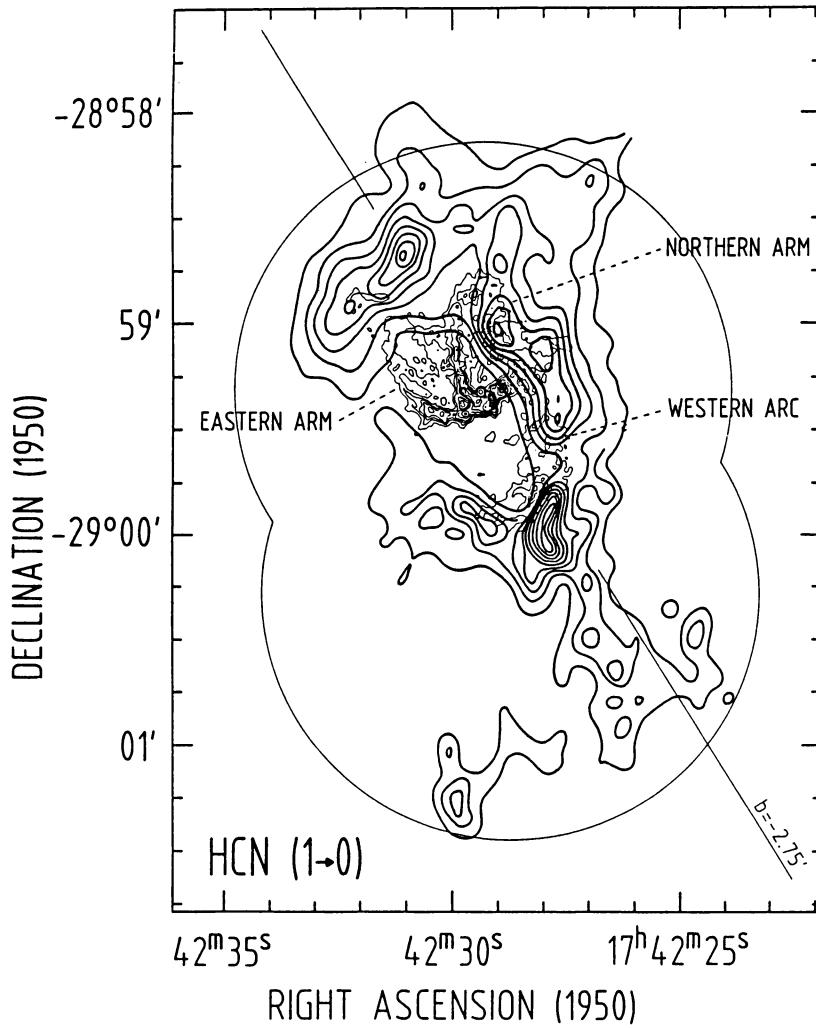 -28°58'
NORTHERN ARM
59'
EASTERN ARM
WESTERN ARC
DECLINATION (1950)
-29°00'
01'
b=-2.75'
HCN (1→0)
42ᵐ35ˢ
42ᵐ30ˢ
17ʰ42ᵐ25ˢ
RIGHT ASCENSION (1950)